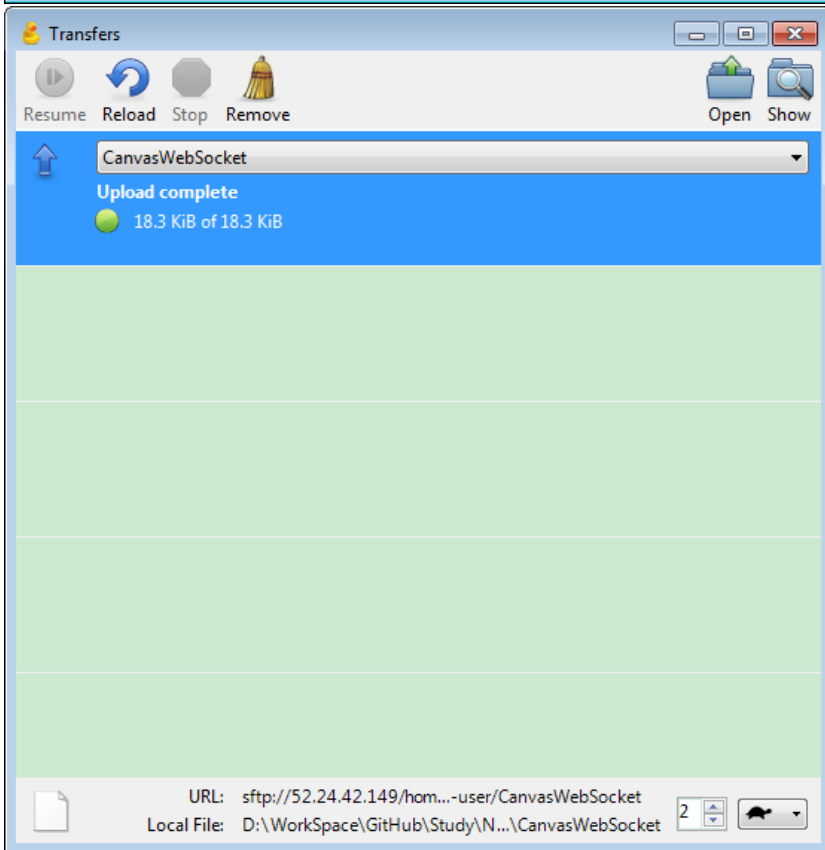 Transfers
Resume Reload Stop Remove Open Show
CanvasWebSocket
Upload complete
18.3 KiB of 18.3 KiB
URL: sftp://52.24.42.149/hom...-user/CanvasWebSocket
Local File: D:\WorkSpace\GitHub\Study\N...\CanvasWebSocket
2